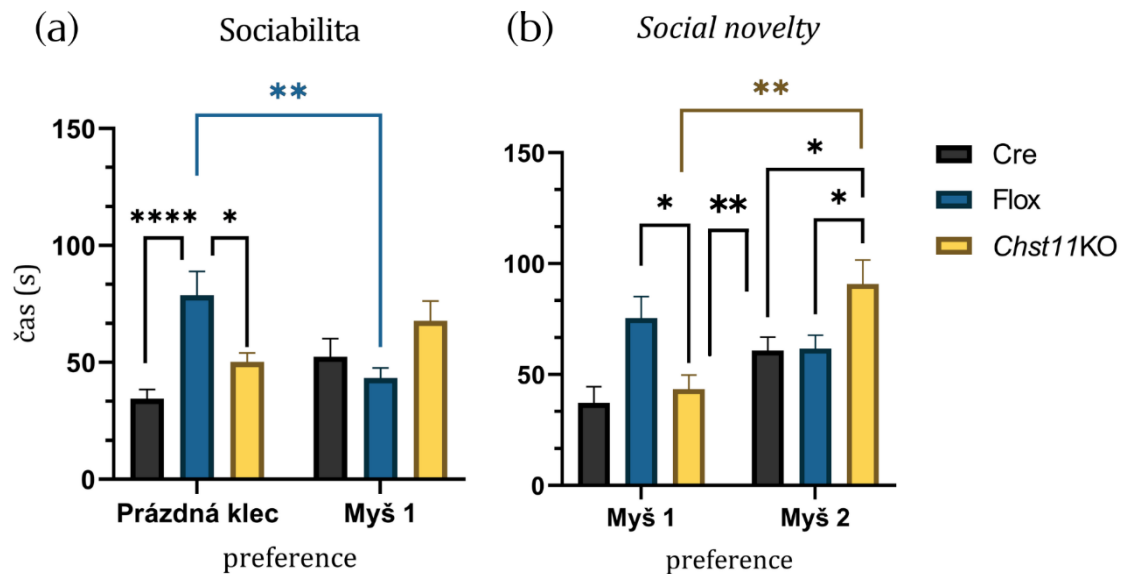 (a) Sociabilita
**
150
100
50
0
čas (s)
**** *
Prázdná klec Myš 1
preference
(b) Social novelty
**
150
100
50
0
* ** * *
Myš 1 Myš 2
preference
Cre
Flox
Chst11KO